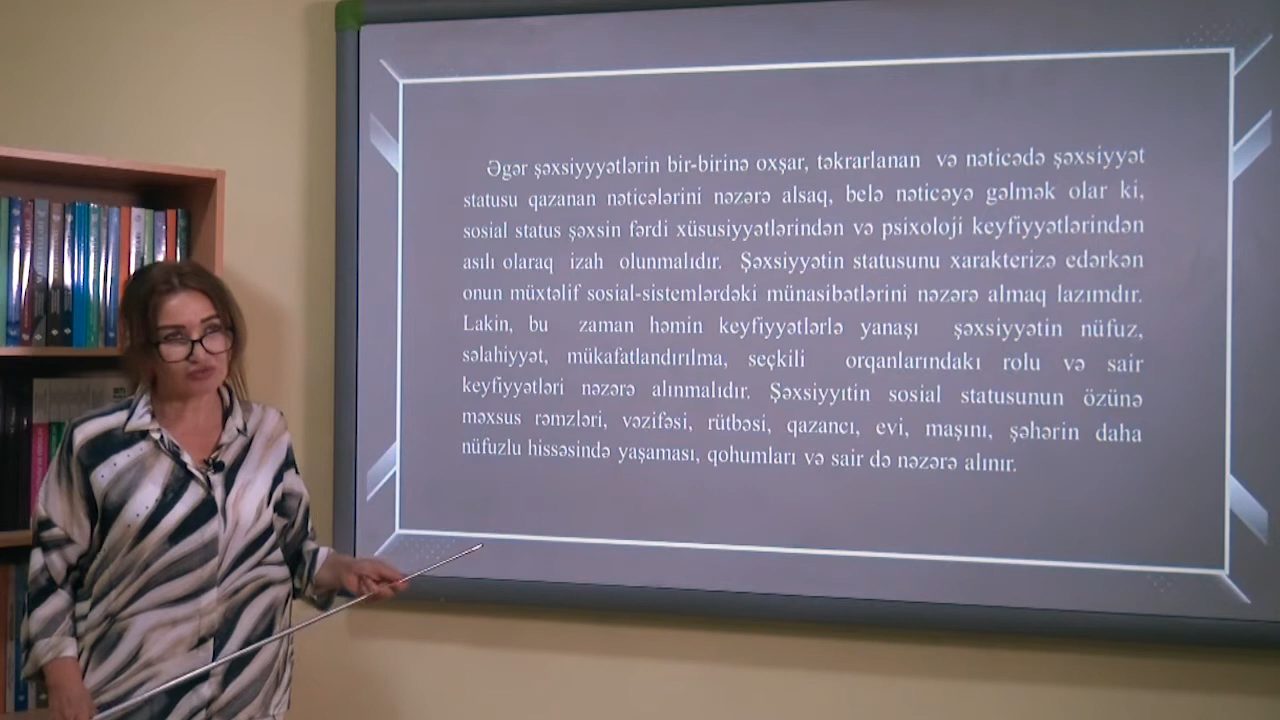 Əgər şəxsiyyyətlərin bir-birinə oxşar, təkrarlanan və nəticədə şəxsiyyət
statusu qazanan nəticələrini nəzərə alsaq, belə nəticəyə gəlmək olar ki,
sosial status şəxsin fərdi xüsusiyyətlərindən və psixoloji keyfiyyətlərindən
asılı olaraq izah olunmalıdır. Şəxsiyyətin statusunu xarakterizə edərkən
onun müxtəlif sosial-sistemlərdəki münasibətlərini nəzərə almaq lazımdır.
Lakin, bu zaman həmin keyfiyyətlərlə yanaşı şəxsiyyətin nüfuz,
səlahiyyət, mükafatlandırılma, seçkili orqanlarındakı rolu və sair
keyfiyyətləri nəzərə alınmalıdır. Şəxsiyyıtin sosial statusunun özünə
məxsus rəmzləri, vəzifəsi, rütbəsi, qazancı, evi, maşını, şəhərin daha
nüfuzlu hissəsində yaşaması, qohumları və sair də nəzərə alınır.